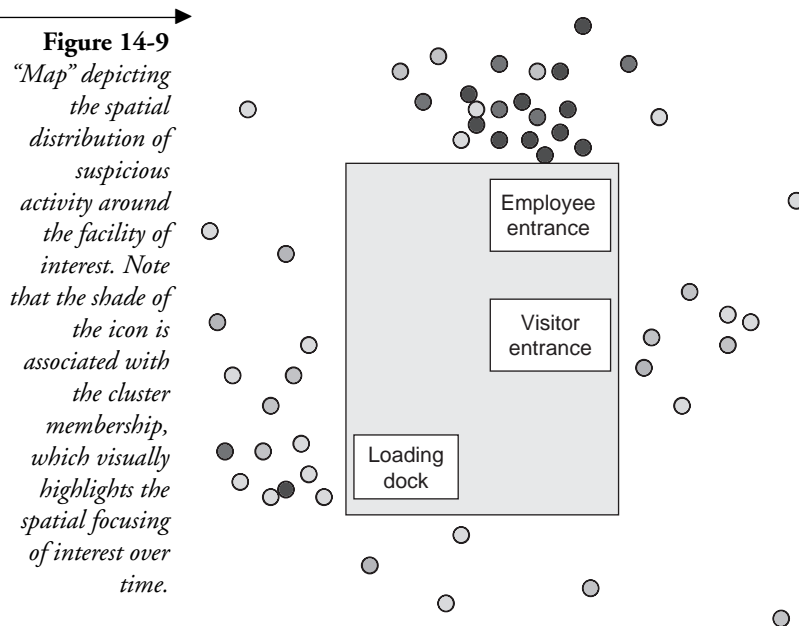 Figure 14-9
“Map” depicting
the spatial
distribution of
suspicious
activity around
the facility of
interest. Note
that the shade of
the icon is
associated with
the cluster
membership,
which visually
highlights the
spatial focusing
of interest over
time.
Employee
entrance
Visitor
entrance
Loading
dock